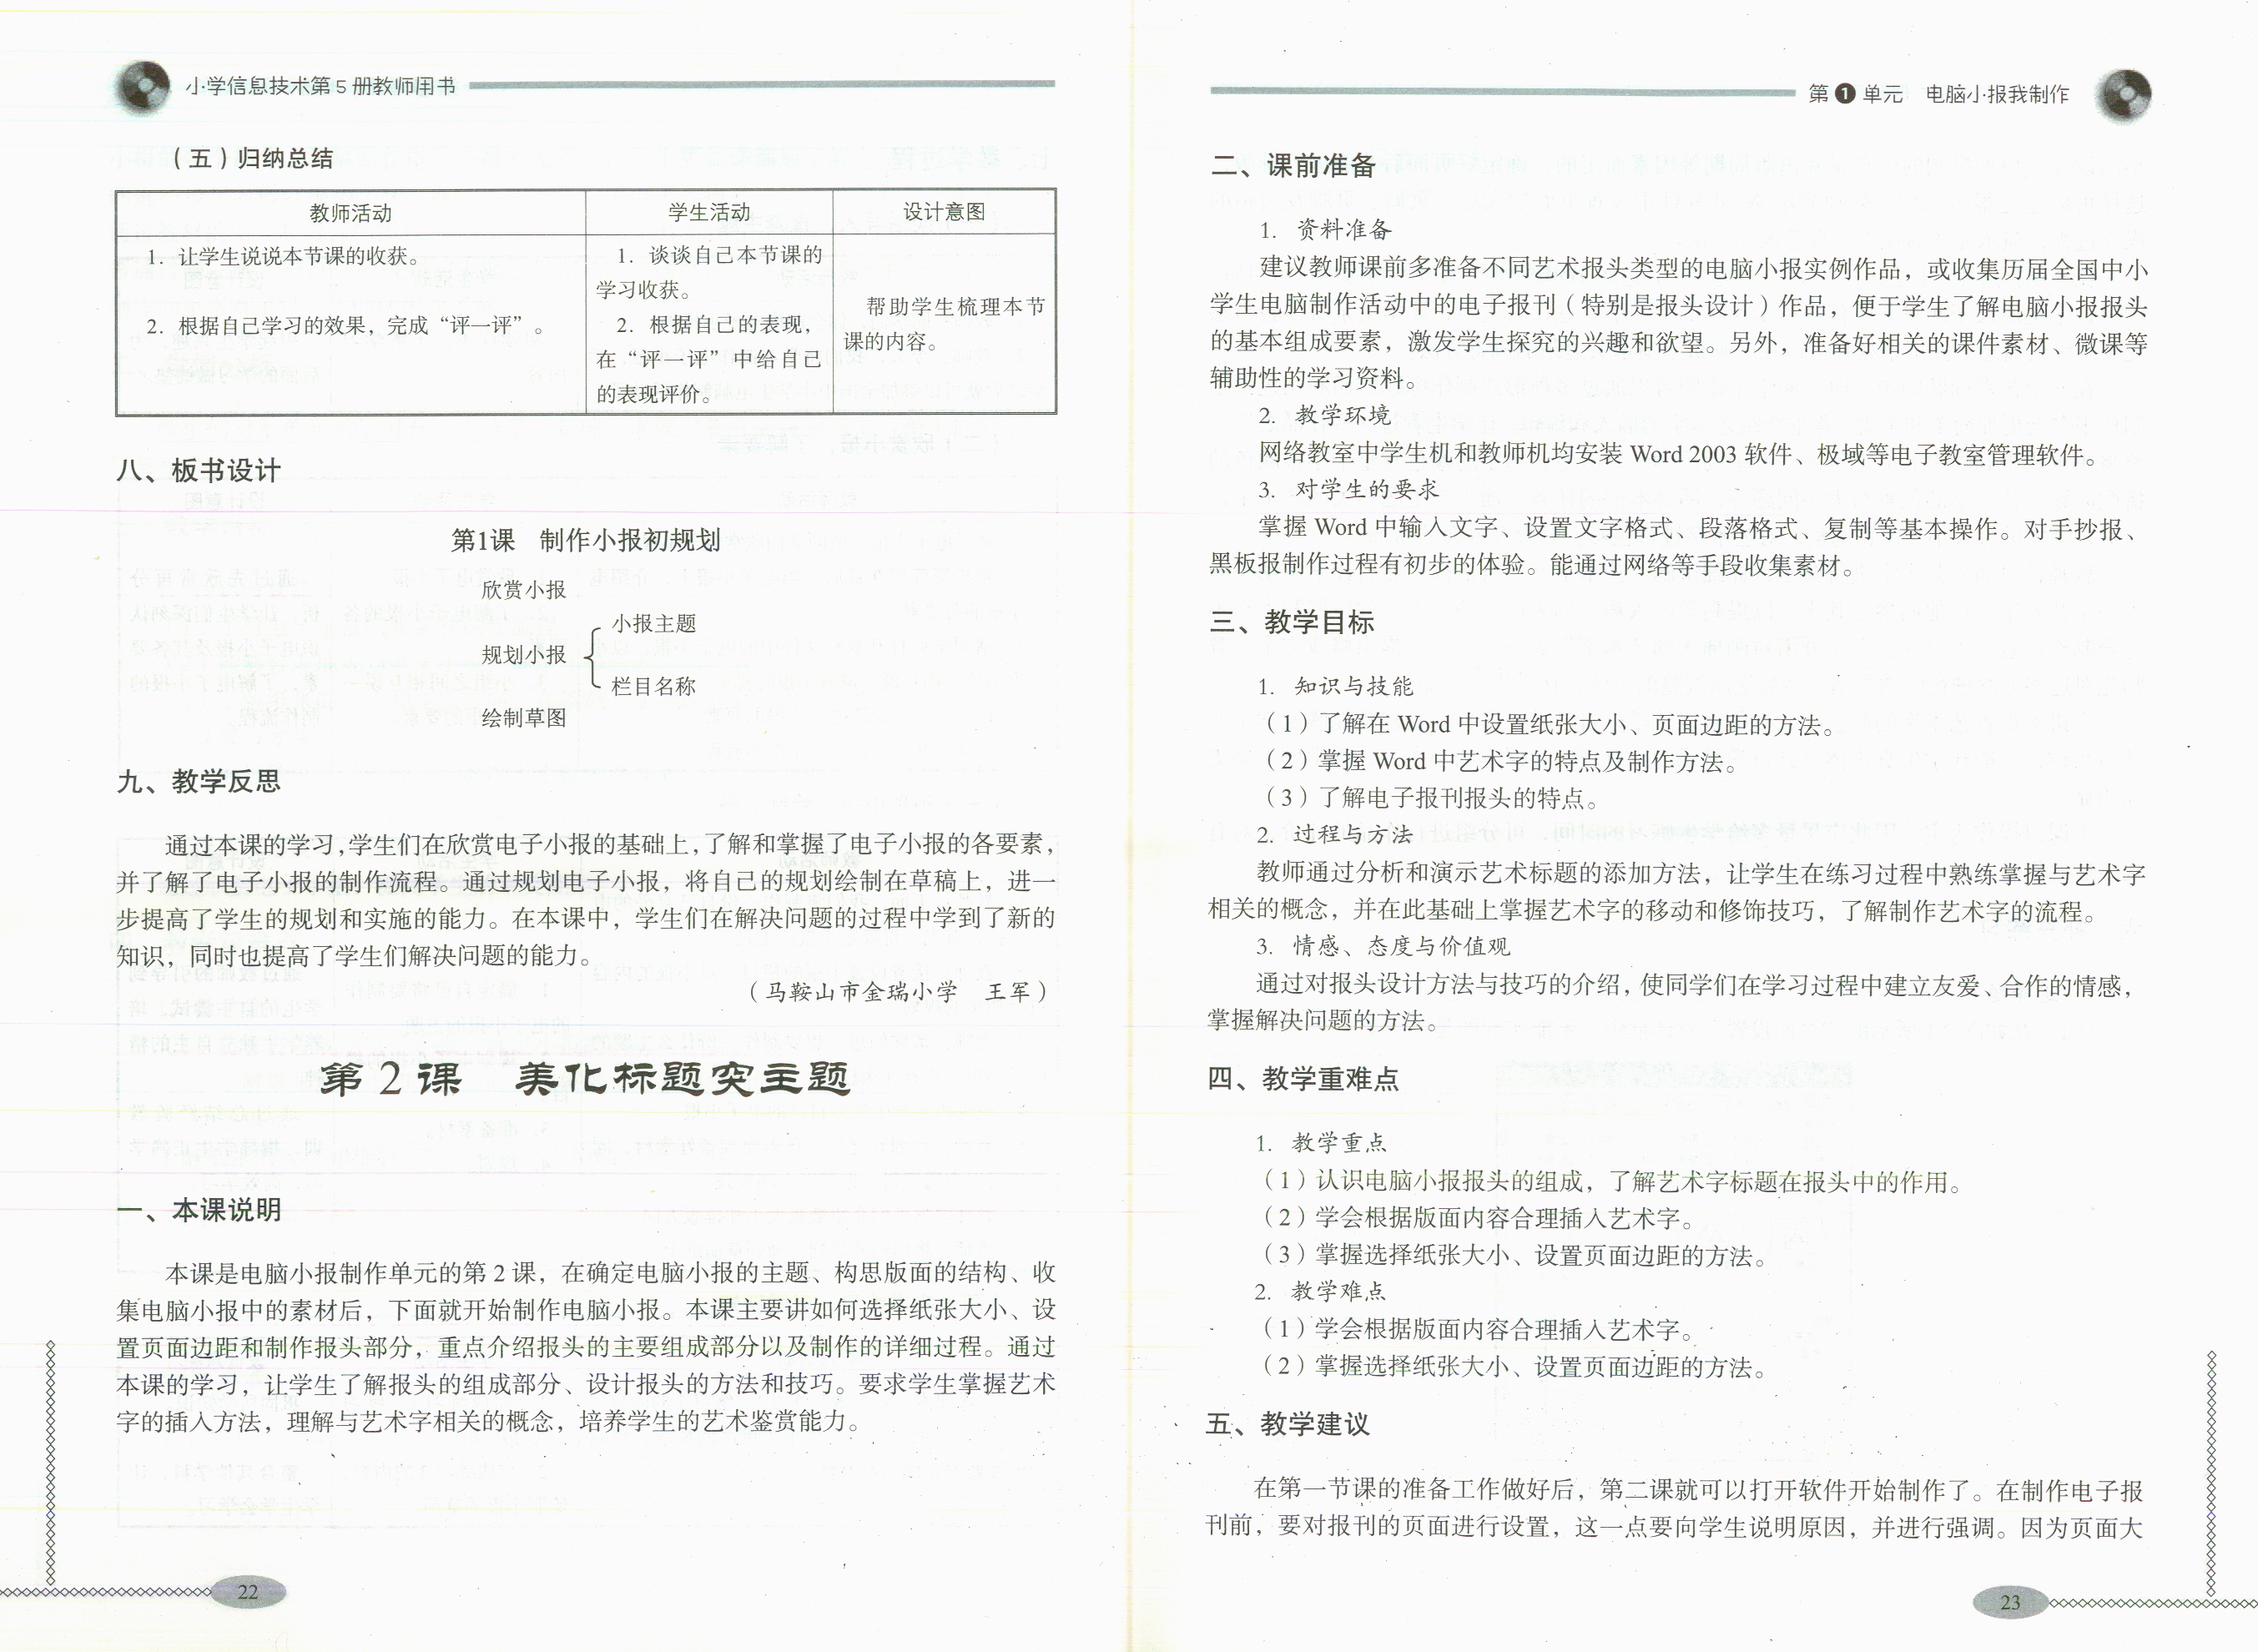 小学信息技术第5册教师用书
（五）归纳总结
教师活动
学生活动
设计意图
1. 让学生说说本节课的收获。
2. 根据自己学习的效果，完成“评一评”。
1. 谈谈自己本节课的
学习收获。
2. 根据自己的表现，
在“评一评”中给自己
的表现评价。
帮助学生梳理本节
课的内容。
八、板书设计
第1课 制作小报初规划
欣赏小报
小报主题
规划小报
栏目名称
绘制草图
九、教学反思
通过本课的学习，学生们在欣赏电子小报的基础上，了解和掌握了电子小报的各要素，
并了解了电子小报的制作流程。通过规划电子小报，将自己的规划绘制在草稿上，进一
步提高了学生的规划和实施的能力。在本课中，学生们在解决问题的过程中学到了新的
知识，同时也提高了学生们解决问题的能力。
（马鞍山市金瑞小学 王军）
第2课 美化标题突主题
一、本课说明
本课是电脑小报制作单元的第2课，在确定电脑小报的主题、构思版面的结构、收
集电脑小报中的素材后，下面就开始制作电脑小报。本课主要讲如何选择纸张大小、设
置页面边距和制作报头部分，重点介绍报头的主要组成部分以及制作的详细过程。通过
本课的学习，让学生了解报头的组成部分、设计报头的方法和技巧。要求学生掌握艺术
字的插入方法，理解与艺术字相关的概念，培养学生的艺术鉴赏能力。
22
第1单元 电脑小报我制作
二、课前准备
1. 资料准备
建议教师课前多准备不同艺术报头类型的电脑小报实例作品，或收集历届全国中小
学生电脑制作活动中的电子报刊（特别是报头设计）作品，便于学生了解电脑小报报头
的基本组成要素，激发学生探究的兴趣和欲望。另外，准备好相关的课件素材、微课等
辅助性的学习资料。
2. 教学环境
网络教室中学生机和教师机均安装 Word 2003 软件、极域等电子教室管理软件。
3. 对学生的要求
掌握 Word 中输入文字、设置文字格式、段落格式、复制等基本操作。对手抄报、
黑板报制作过程有初步的体验。能通过网络等手段收集素材。
三、教学目标
1. 知识与技能
（1）了解在 Word 中设置纸张大小、页面边距的方法。
（2）掌握 Word 中艺术字的特点及制作方法。
（3）了解电子报刊报头的特点。
2. 过程与方法
教师通过分析和演示艺术标题的添加方法，让学生在练习过程中熟练掌握与艺术字
相关的概念，并在此基础上掌握艺术字的移动和修饰技巧，了解制作艺术字的流程。
3. 情感、态度与价值观
通过对报头设计方法与技巧的介绍，使同学们在学习过程中建立友爱、合作的情感，
掌握解决问题的方法。
四、教学重难点
1. 教学重点
（1）认识电脑小报报头的组成，了解艺术字标题在报头中的作用。
（2）学会根据版面内容合理插入艺术字。
（3）掌握选择纸张大小、设置页面边距的方法。
2. 教学难点
（1）学会根据版面内容合理插入艺术字。
（2）掌握选择纸张大小、设置页面边距的方法。
五、教学建议
在第一节课的准备工作做好后，第二课就可以打开软件开始制作了。在制作电子报
刊前，要对报刊的页面进行设置，这一点要向学生说明原因，并进行强调。因为页面大
23